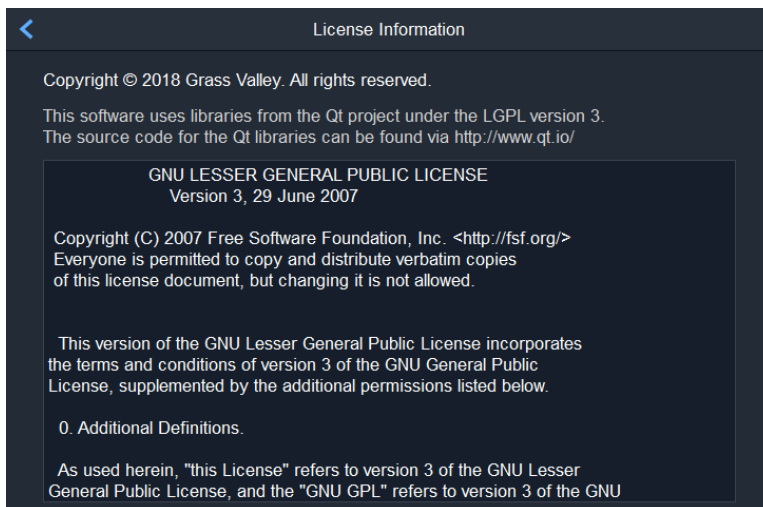 License Information
Copyright © 2018 Grass Valley. All rights reserved.
This software uses libraries from the Qt project under the LGPL version 3.
The source code for the Qt libraries can be found via http://www.qt.io/
GNU LESSER GENERAL PUBLIC LICENSE
Version 3, 29 June 2007
Copyright (C) 2007 Free Software Foundation, Inc. <http://fsf.org/>
Everyone is permitted to copy and distribute verbatim copies
of this license document, but changing it is not allowed.
This version of the GNU Lesser General Public License incorporates
the terms and conditions of version 3 of the GNU General Public
License, supplemented by the additional permissions listed below.
0. Additional Definitions.
As used herein, "this License" refers to version 3 of the GNU Lesser
General Public License, and the "GNU GPL" refers to version 3 of the GNU